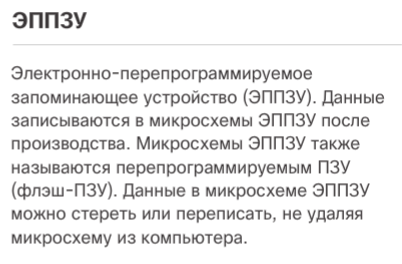 ЭППЗУ
Электронно-перепрограммируемое
запоминающее устройство (ЭППЗУ). Данные
записываются в микросхемы ЭППЗУ после
производства. Микросхемы ЭППЗУ также
называются перепрограммируемым ПЗУ
(флэш-ПЗУ). Данные в микросхеме ЭППЗУ
можно стереть или переписать, не удаляя
микросхему из компьютера.